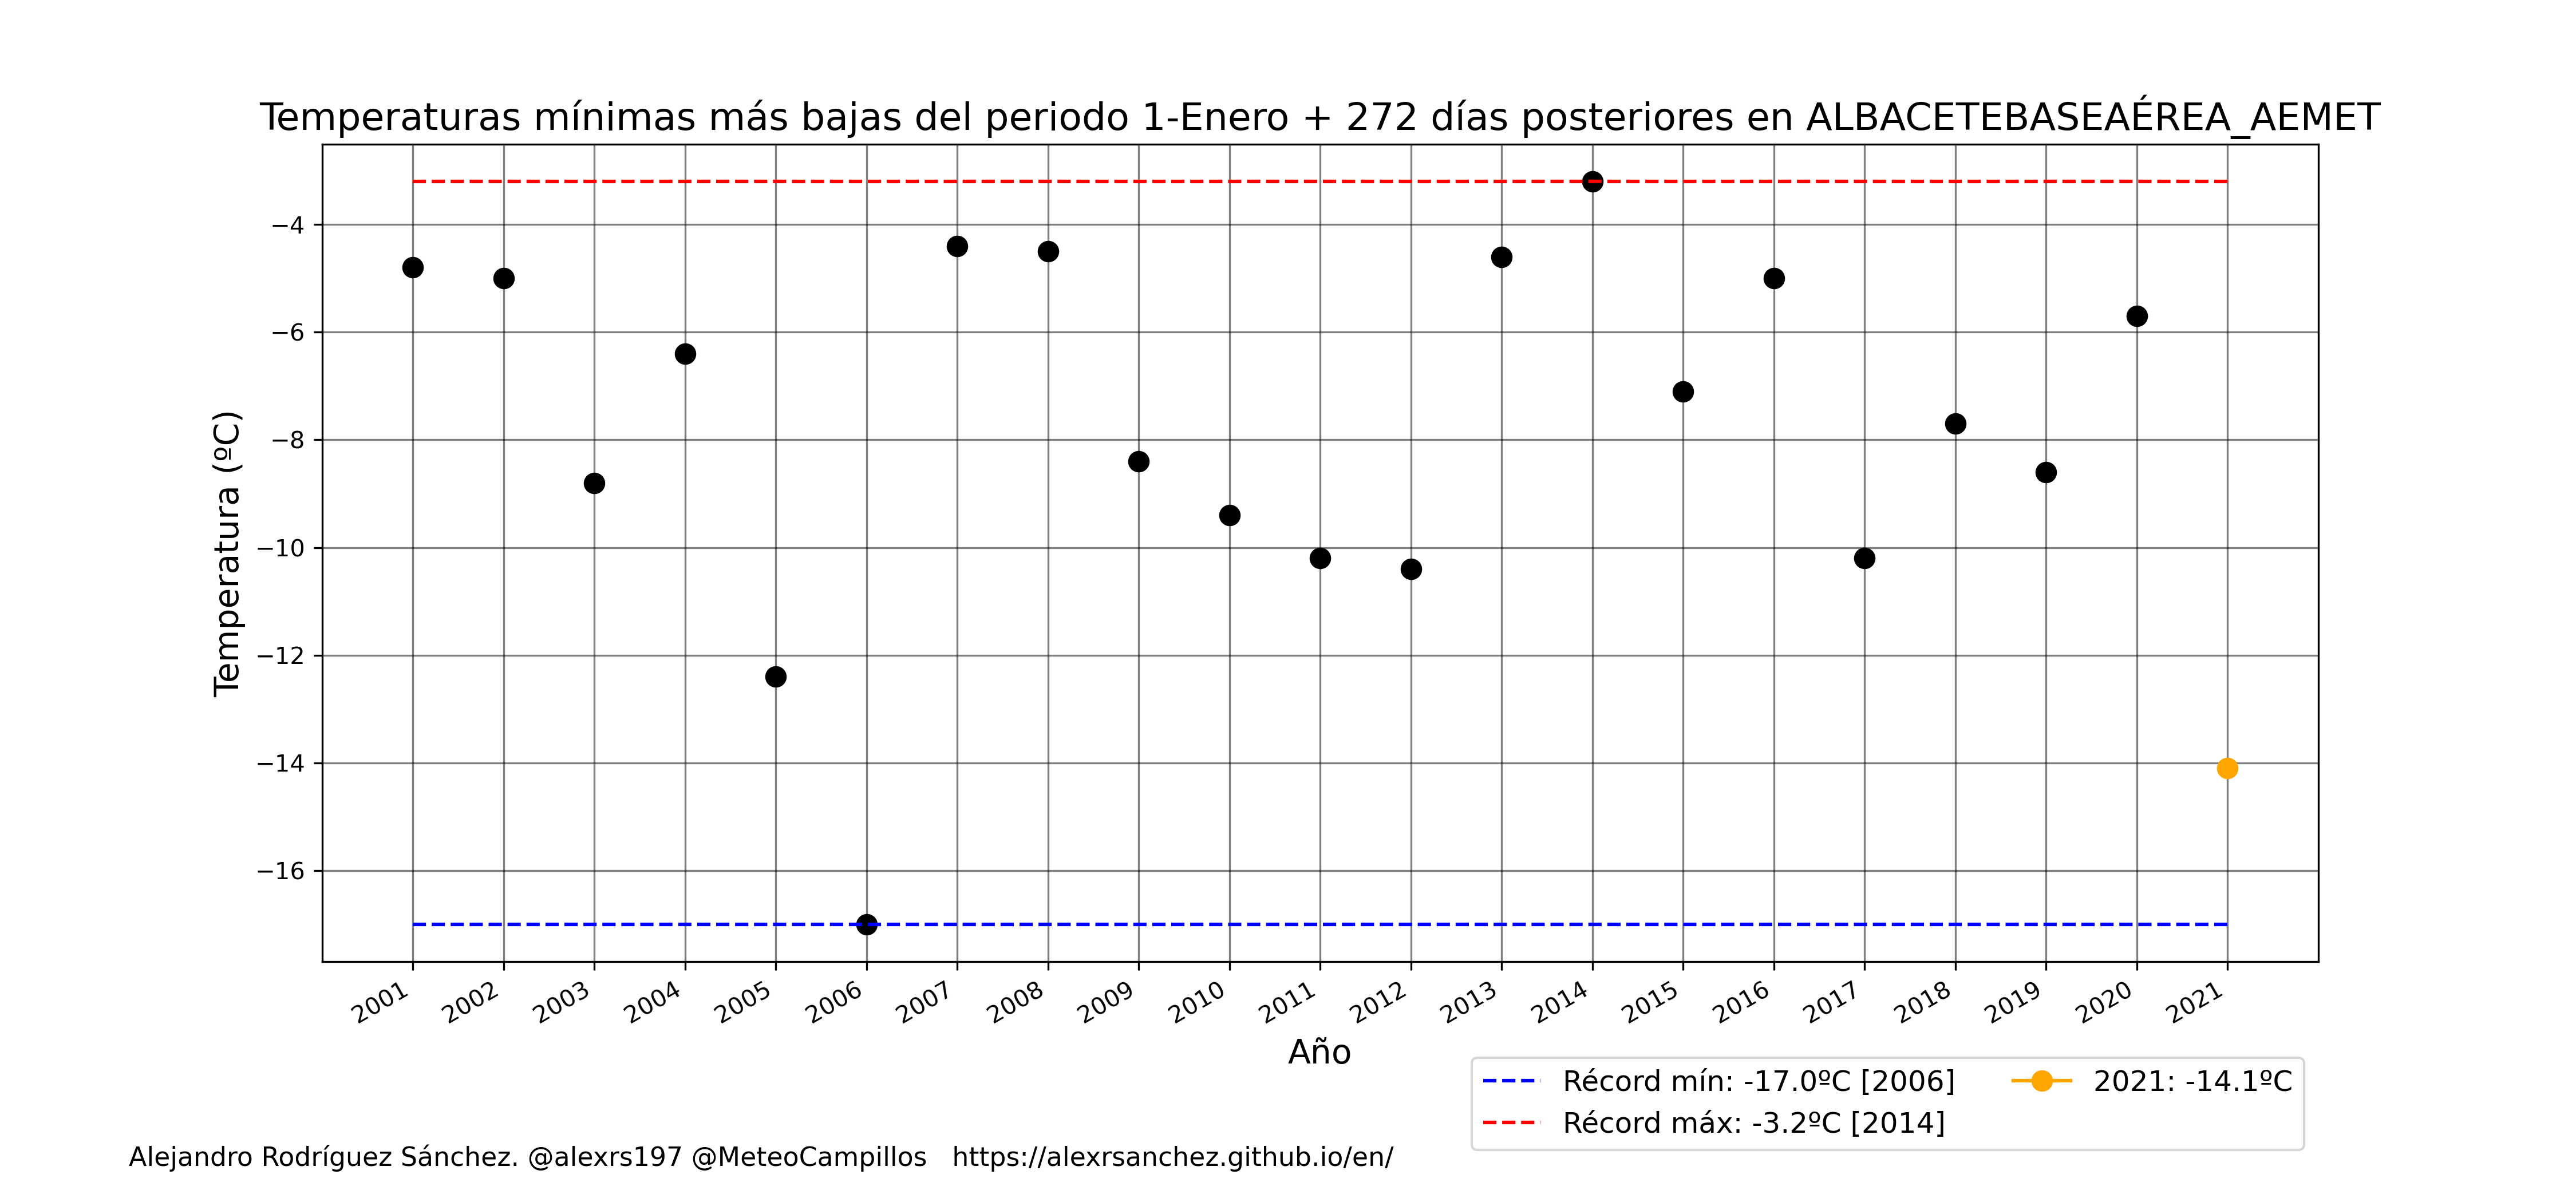 Temperaturas mínimas más bajas del periodo 1-Enero + 272 días posteriores en ALBACETEBASEAÉREA_AEMET
Temperatura (ºC)
−4
−6
−8
−10
−12
−14
−16
2001 2002 2003 2004 2005 2006 2007 2008 2009 2010 2011 2012 2013 2014 2015 2016 2017 2018 2019 2020 2021
Año
Récord mín: -17.0ºC [2006]
Récord máx: -3.2ºC [2014]
2021: -14.1ºC
Alejandro Rodríguez Sánchez. @alexrs197 @MeteoCampillos https://alexrsanchez.github.io/en/